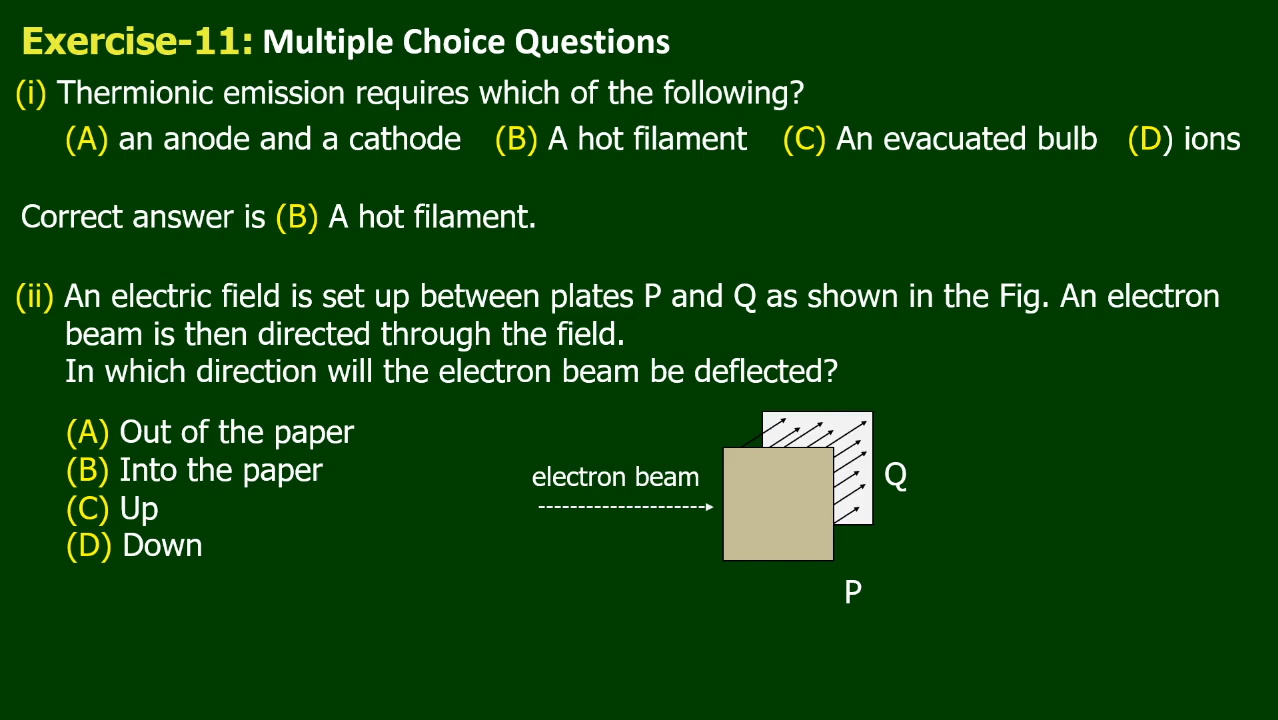 Exercise-11: Multiple Choice Questions
(i) Thermionic emission requires which of the following?
(A) an anode and a cathode (B) A hot filament (C) An evacuated bulb (D) ions
Correct answer is (B) A hot filament.
(ii) An electric field is set up between plates P and Q as shown in the Fig. An electron
beam is then directed through the field.
In which direction will the electron beam be deflected?
(A) Out of the paper
(B) Into the paper
(C) Up
(D) Down
electron beam
Q
P